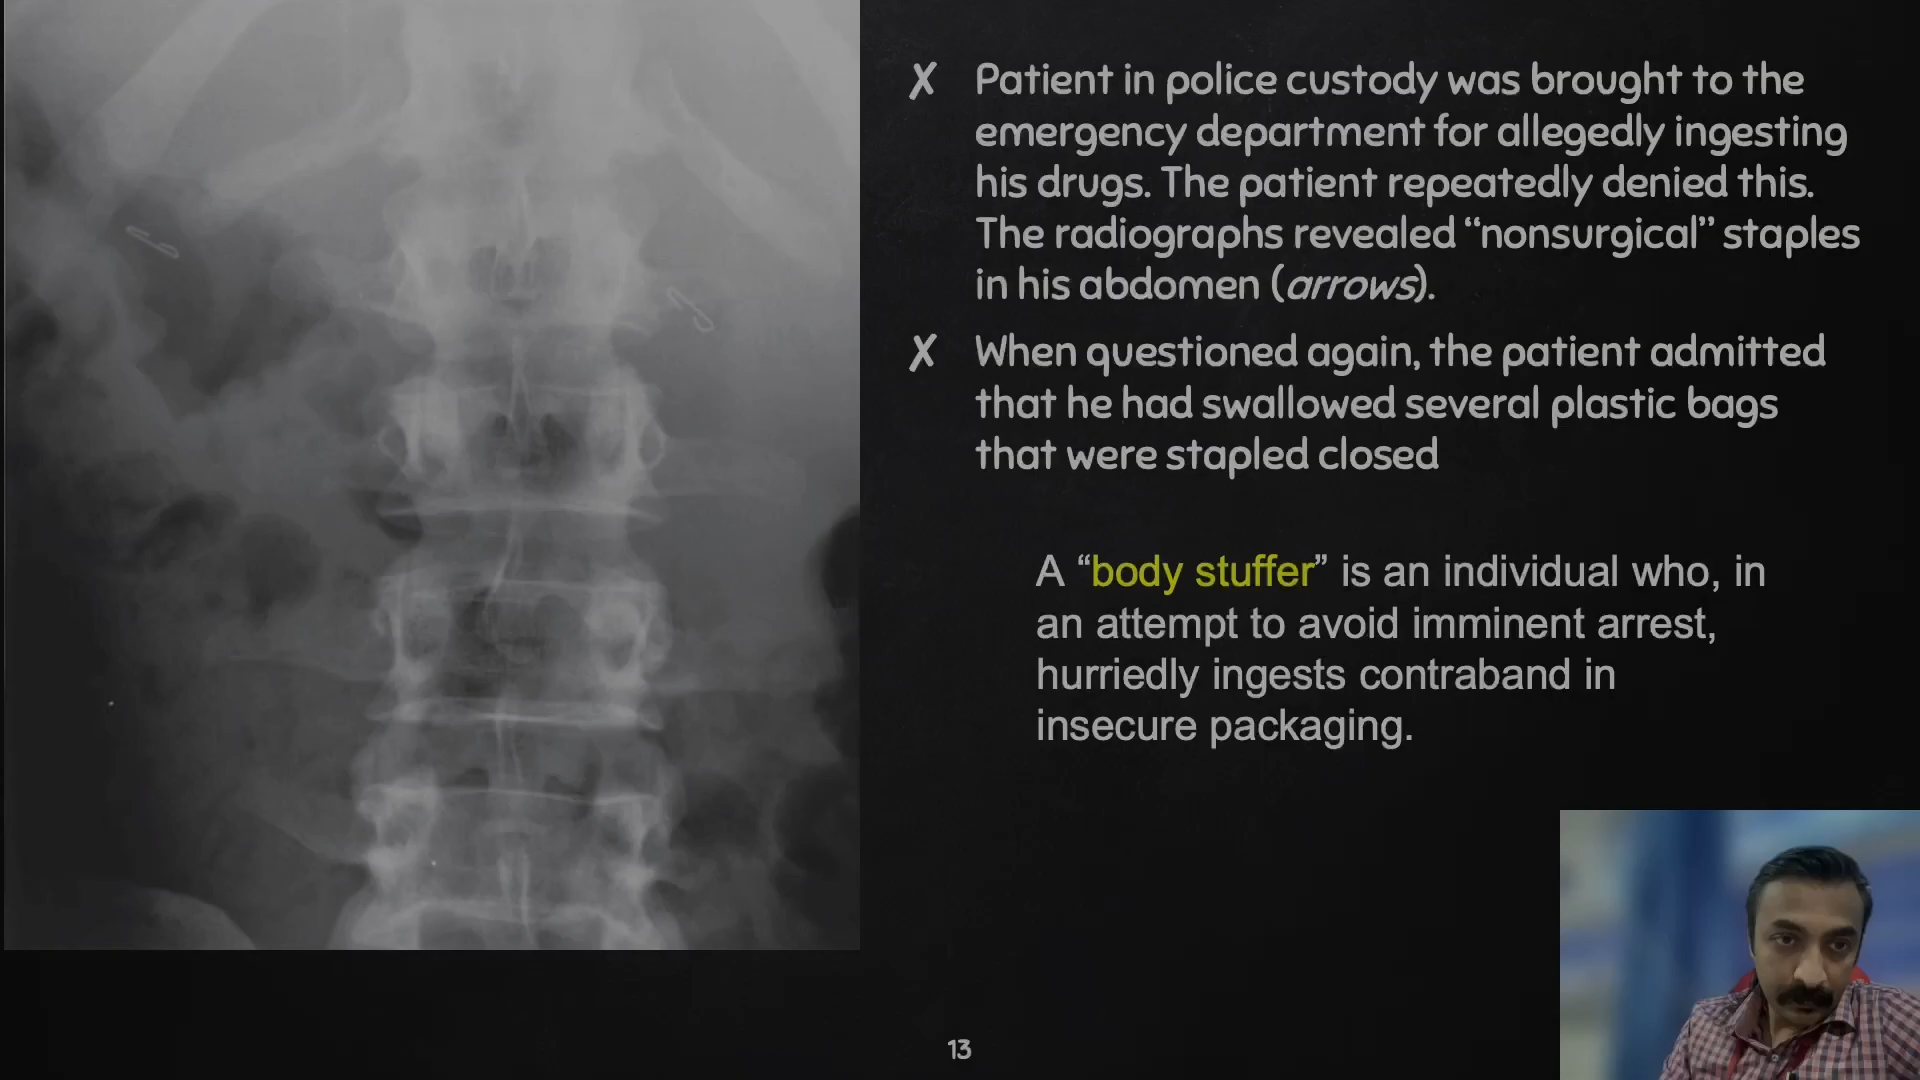 ✗ Patient in police custody was brought to the
emergency department for allegedly ingesting
his drugs. The patient repeatedly denied this.
The radiographs revealed “nonsurgical” staples
in his abdomen (arrows).
✗ When questioned again, the patient admitted
that he had swallowed several plastic bags
that were stapled closed
A “body stuffer” is an individual who, in
an attempt to avoid imminent arrest,
hurriedly ingests contraband in
insecure packaging.
13